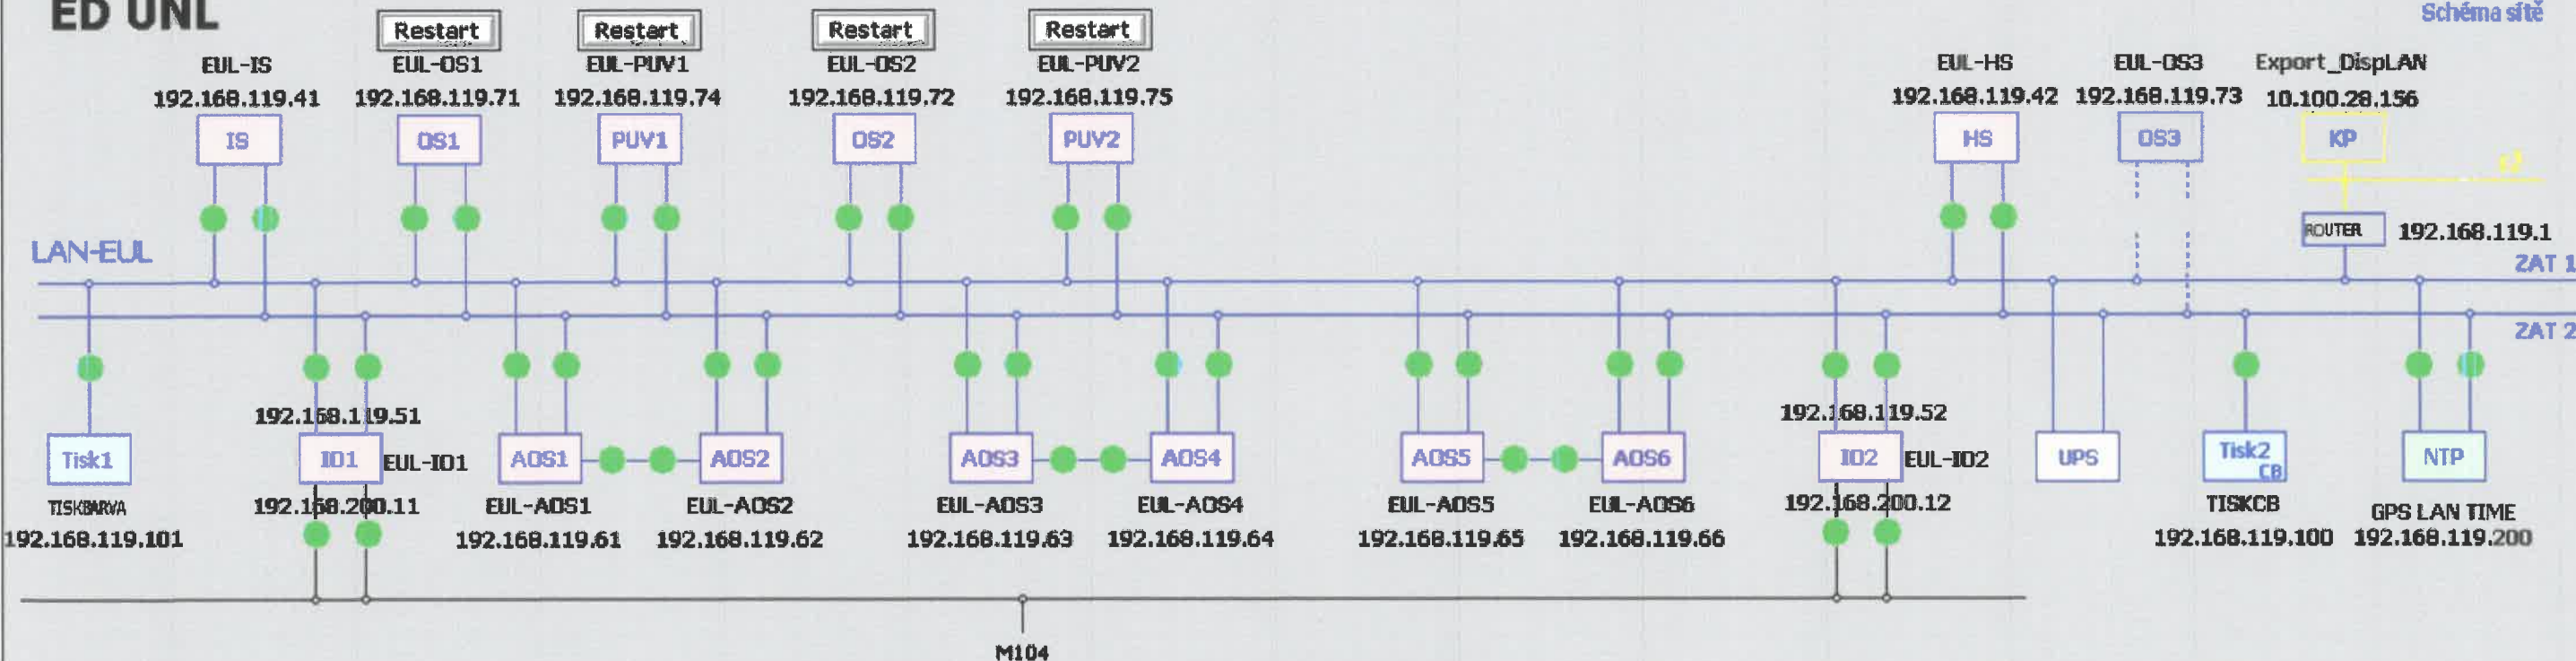 ED UNL
Schéma sítě
Restart
Restart
Restart
Restart
EUL-IS
192.168.119.41
EUL-OS1
192.168.119.71
EUL-PUV1
192.168.119.74
EUL-OS2
192.168.119.72
EUL-PUV2
192.168.119.75
EUL-HS
192.168.119.42
EUL-OS3
192.168.119.73
Export_DispLAN
10.100.28.156
IS
OS1
PUV1
OS2
PUV2
HS
OS3
KP
ROUTER
192.168.119.1
LAN-EUL
ZAT 1
ZAT 2
192.168.119.51
192.168.119.52
Tisk1
IO1
EUL-IO1
AOS1
AOS2
AOS3
AOS4
AOS5
AOS6
IO2
EUL-IO2
UPS
Tisk2
CB
NTP
TISKBARVA
192.168.119.101
192.168.200.11
EUL-AOS1
192.168.119.61
EUL-AOS2
192.168.119.62
EUL-AOS3
192.168.119.63
EUL-AOS4
192.168.119.64
EUL-AOS5
192.168.119.65
EUL-AOS6
192.168.119.66
192.168.200.12
TISKCB
192.168.119.100
GPS LAN TIME
192.168.119.200
M104